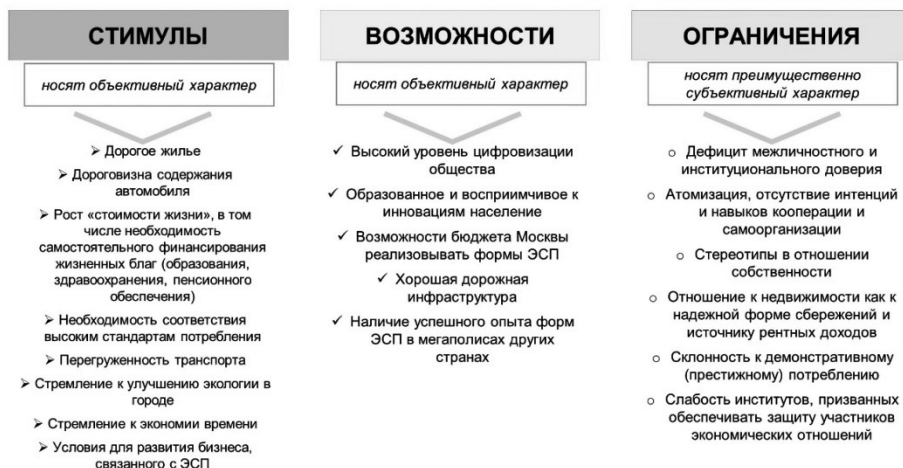 СТИМУЛЫ
носят объективный характер
➢ Дорогое жилье
➢ Дороговизна содержания
автомобиля
➢ Рост «стоимости жизни», в том
числе необходимость
самостоятельного финансирования
жизненных благ (образования,
здравоохранения, пенсионного
обеспечения)
➢ Необходимость соответствия
высоким стандартам потребления
➢ Перегруженность транспорта
➢ Стремление к улучшению экологии в
городе
➢ Стремление к экономии времени
➢ Условия для развития бизнеса,
связанного с ЭСП
ВОЗМОЖНОСТИ
носят объективный характер
✓ Высокий уровень цифровизации
общества
✓ Образованное и восприимчивое к
инновациям население
✓ Возможности бюджета Москвы
реализовывать формы ЭСП
✓ Хорошая дорожная
инфраструктура
✓ Наличие успешного опыта форм
ЭСП в мегаполисах других
странах
ОГРАНИЧЕНИЯ
носят преимущественно
субъективный характер
○ Дефицит межличностного и
институционального доверия
○ Атомизация, отсутствие интенций
и навыков кооперации и
самоорганизации
○ Стереотипы в отношении
собственности
○ Отношение к недвижимости как к
надежной форме сбережений и
источнику рентных доходов
○ Склонность к демонстративному
(престижному) потреблению
○ Слабость институтов, призванных
обеспечивать защиту участников
экономических отношений